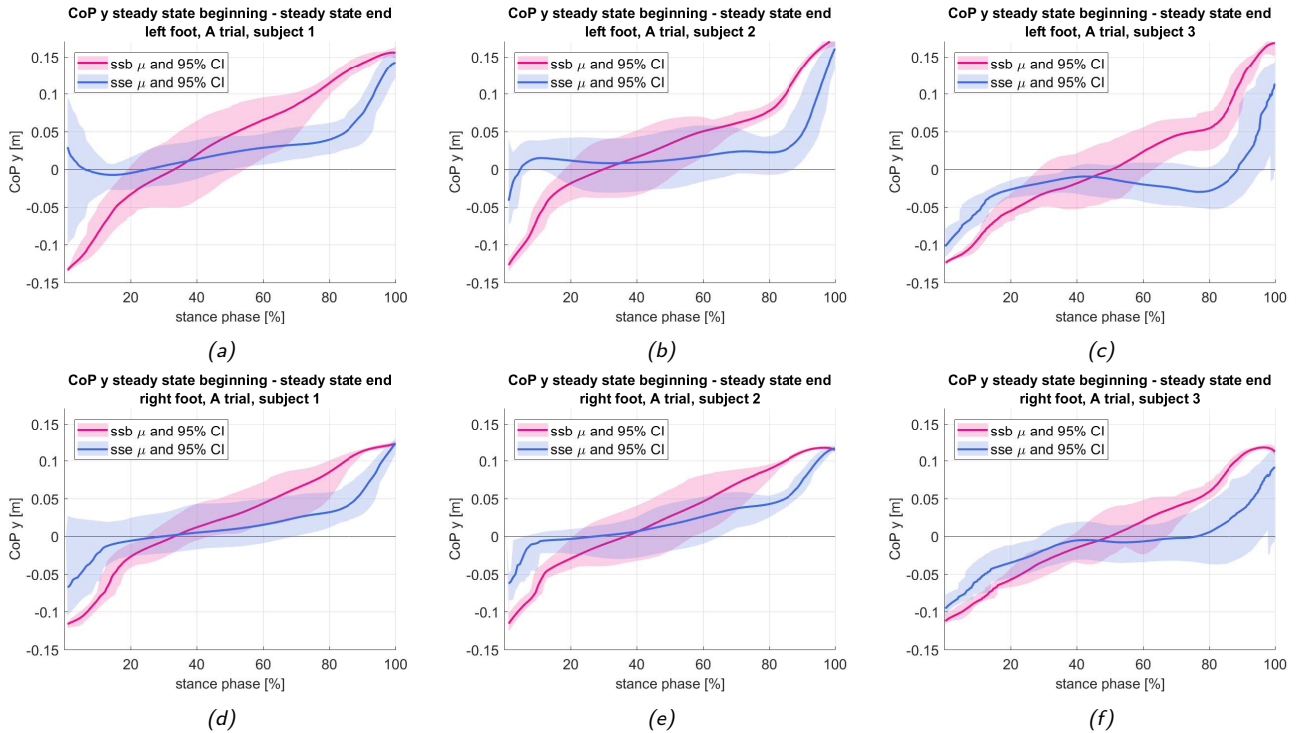 CoP y steady state beginning - steady state end
left foot, A trial, subject 1
ssb μ and 95% CI
sse μ and 95% CI
CoP y [m]
0.15
0.1
0.05
0
-0.05
-0.1
-0.15
20 40 60 80 100
stance phase [%]
(a)
CoP y steady state beginning - steady state end
left foot, A trial, subject 2
ssb μ and 95% CI
sse μ and 95% CI
CoP y [m]
0.15
0.1
0.05
0
-0.05
-0.1
-0.15
20 40 60 80 100
stance phase [%]
(b)
CoP y steady state beginning - steady state end
left foot, A trial, subject 3
ssb μ and 95% CI
sse μ and 95% CI
CoP y [m]
0.15
0.1
0.05
0
-0.05
-0.1
-0.15
20 40 60 80 100
stance phase [%]
(c)
CoP y steady state beginning - steady state end
right foot, A trial, subject 1
ssb μ and 95% CI
sse μ and 95% CI
CoP y [m]
0.15
0.1
0.05
0
-0.05
-0.1
-0.15
20 40 60 80 100
stance phase [%]
(d)
CoP y steady state beginning - steady state end
right foot, A trial, subject 2
ssb μ and 95% CI
sse μ and 95% CI
CoP y [m]
0.15
0.1
0.05
0
-0.05
-0.1
-0.15
20 40 60 80 100
stance phase [%]
(e)
CoP y steady state beginning - steady state end
right foot, A trial, subject 3
ssb μ and 95% CI
sse μ and 95% CI
CoP y [m]
0.15
0.1
0.05
0
-0.05
-0.1
-0.15
20 40 60 80 100
stance phase [%]
(f)